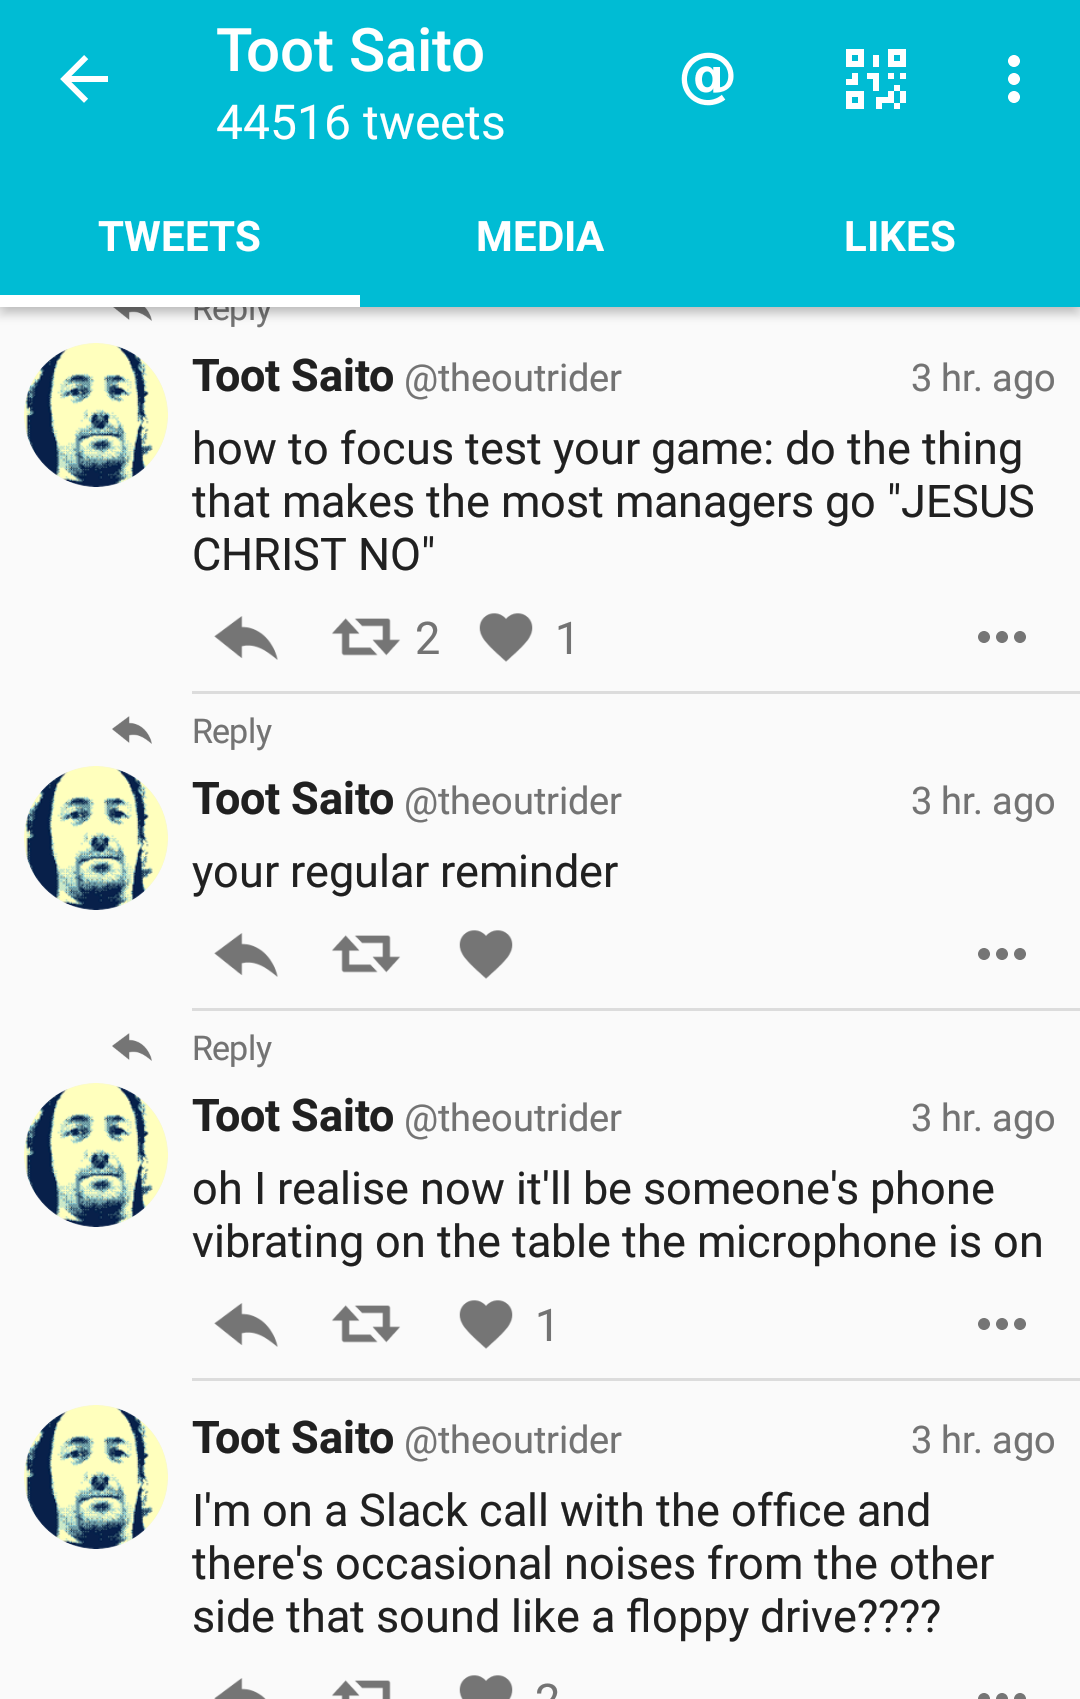 Toot Saito
44516 tweets
@
TWEETS MEDIA LIKES
Reply
Toot Saito @theoutrider 3 hr. ago
how to focus test your game: do the thing
that makes the most managers go "JESUS
CHRIST NO"
2 1
Reply
Toot Saito @theoutrider 3 hr. ago
your regular reminder
Reply
Toot Saito @theoutrider 3 hr. ago
oh I realise now it'll be someone's phone
vibrating on the table the microphone is on
1
Toot Saito @theoutrider 3 hr. ago
I'm on a Slack call with the office and
there's occasional noises from the other
side that sound like a floppy drive????
2